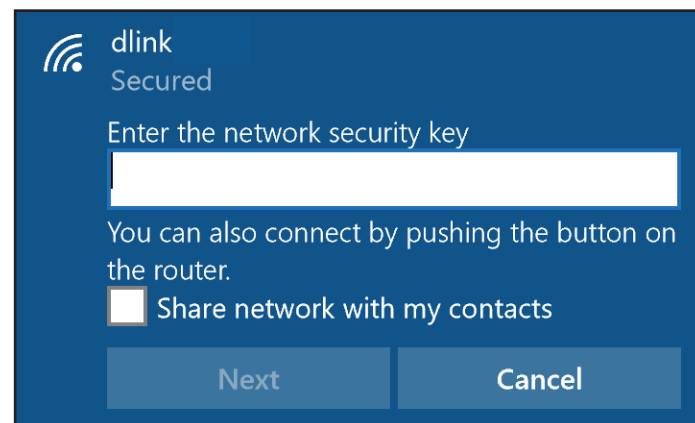 dlink
Secured
Enter the network security key
You can also connect by pushing the button on
the router.
Share network with my contacts
Next
Cancel